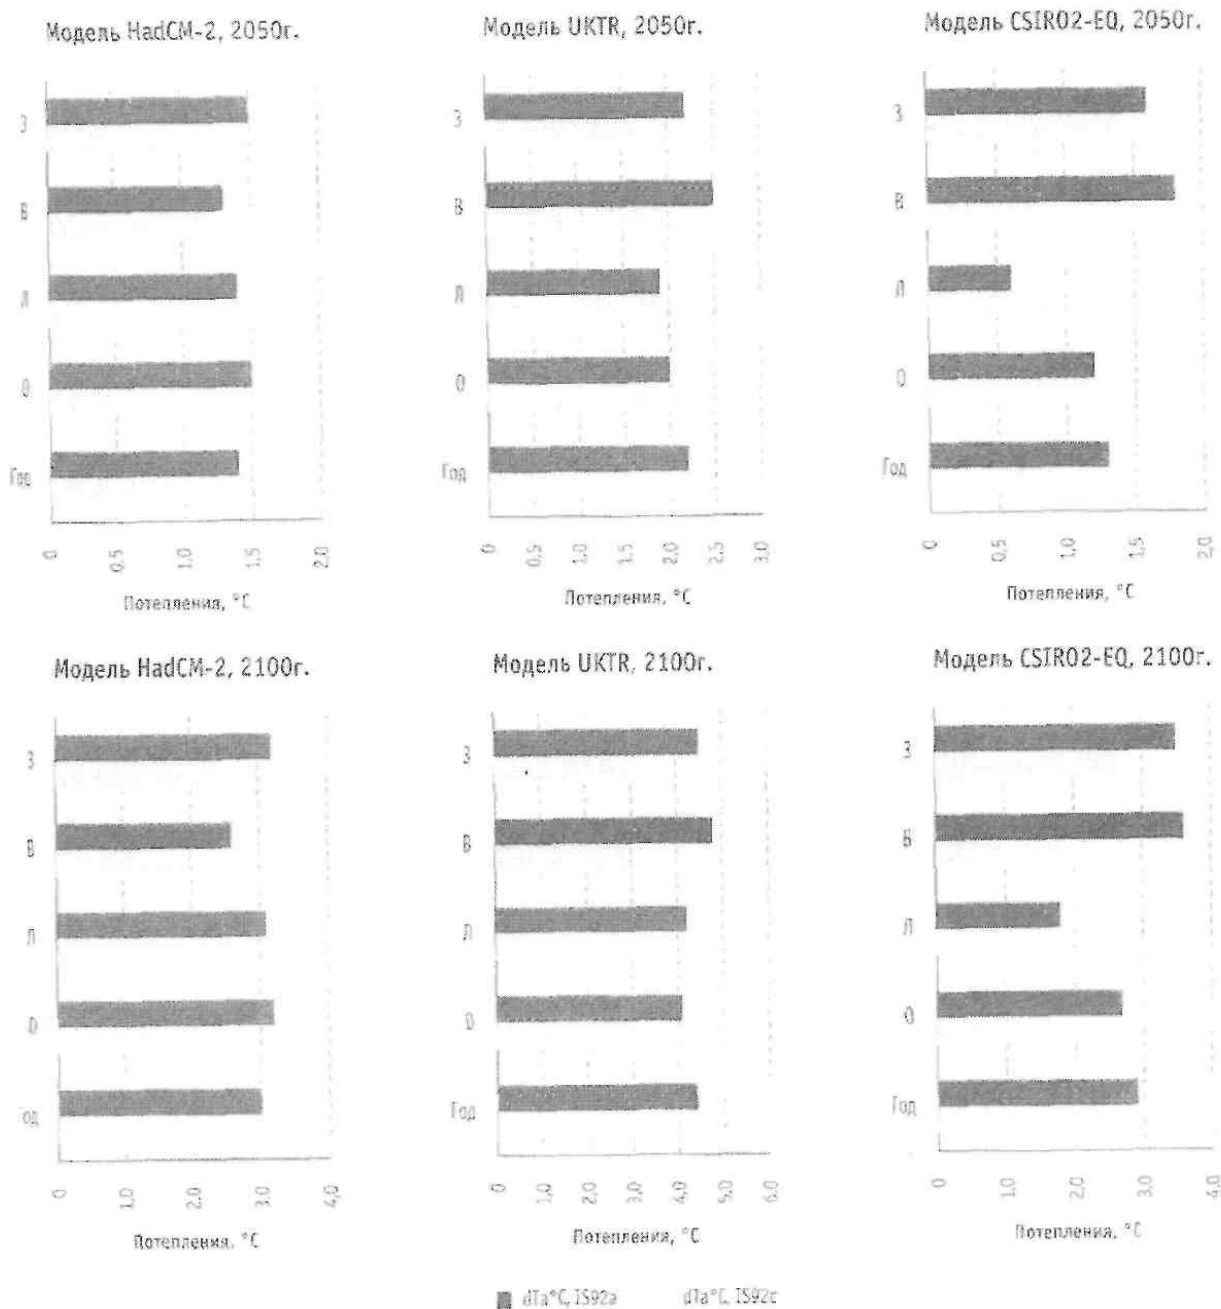 Модель HadCM-2, 2050г.
Модель UKTR, 2050г.
Модель CSIRO2-EQ, 2050г.
З
В
Л
О
Год
0
0,5
1,0
1,5
2,0
Потепления, °C
З
В
Л
О
Год
0
0,5
1,0
1,5
2,0
2,5
3,0
Потепления, °C
З
В
Л
О
Год
0
0,5
1,0
1,5
2,0
Потепления, °C
Модель HadCM-2, 2100г.
Модель UKTR, 2100г.
Модель CSIRO2-EQ, 2100г.
З
В
Л
О
Год
0
1,0
2,0
3,0
4,0
Потепления, °C
З
В
Л
О
Год
0
1,0
2,0
3,0
4,0
5,0
6,0
Потепления, °C
З
В
Л
О
Год
0
1,0
2,0
3,0
4,0
Потепления, °C
dTa°C, IS92a
dTa°C, IS92c